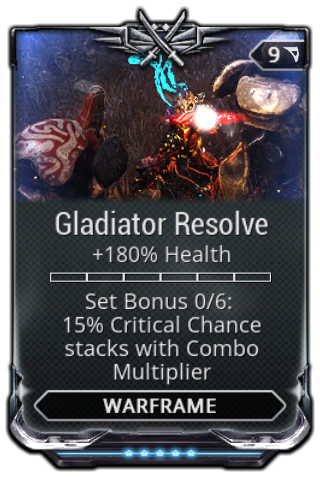 9
Gladiator Resolve
+180% Health
Set Bonus 0/6:
15% Critical Chance
stacks with Combo
Multiplier
WARFRAME